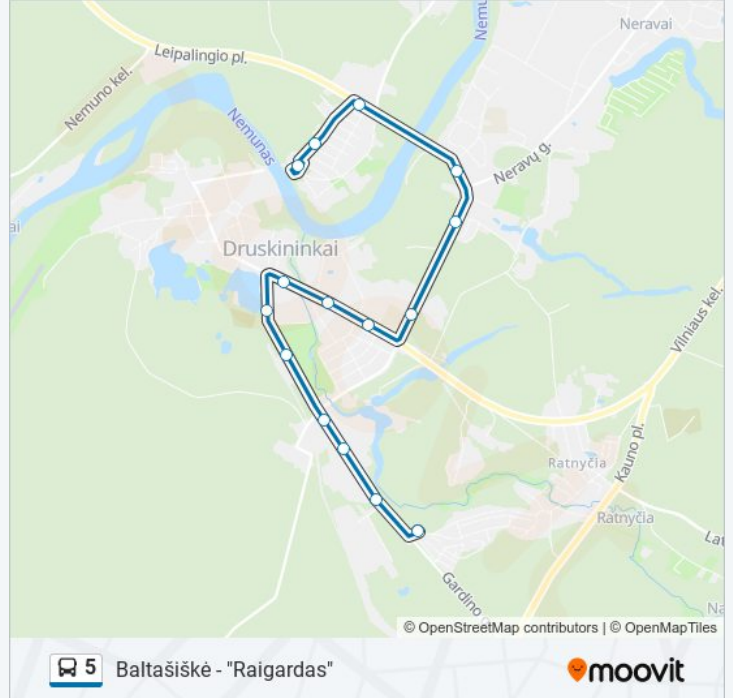 Neravai
Nemu
Leipalingio pl.
Nemuno kel.
Nemunas
Neravų g.
ai
Druskininkai
Vilniaus kel.
Kauno pl.
Ratnyčia
Ratnyčia
Lat
Gardino g
Na
© OpenStreetMap contributors | © OpenMapTiles
5 Baltašiškė - "Raigardas"
moovit